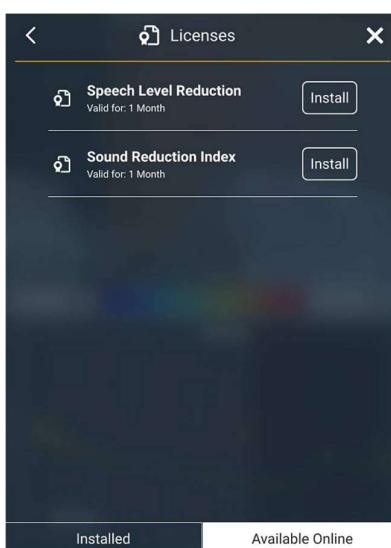 Licenses
Speech Level Reduction
Valid for: 1 Month
Install
Sound Reduction Index
Valid for: 1 Month
Install
Installed
Available Online